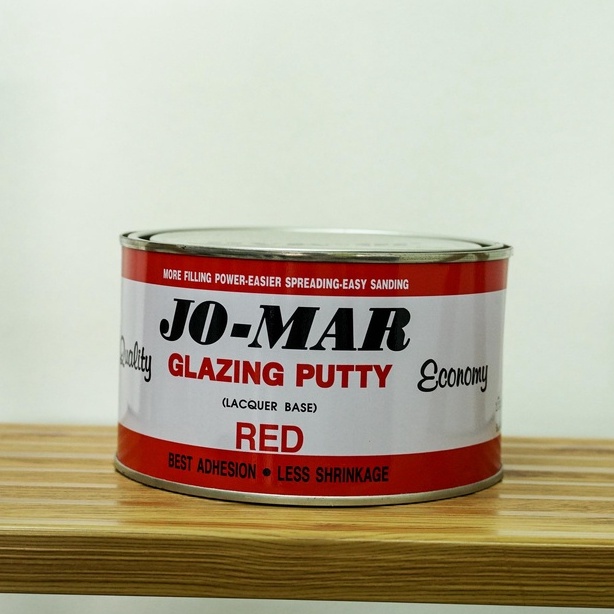 MORE FILLING POWER-EASIER SPREADING-EASY SANDING
JO-MAR
Quality
GLAZING PUTTY
Economy
(LACQUER BASE)
RED
BEST ADHESION • LESS SHRINKAGE